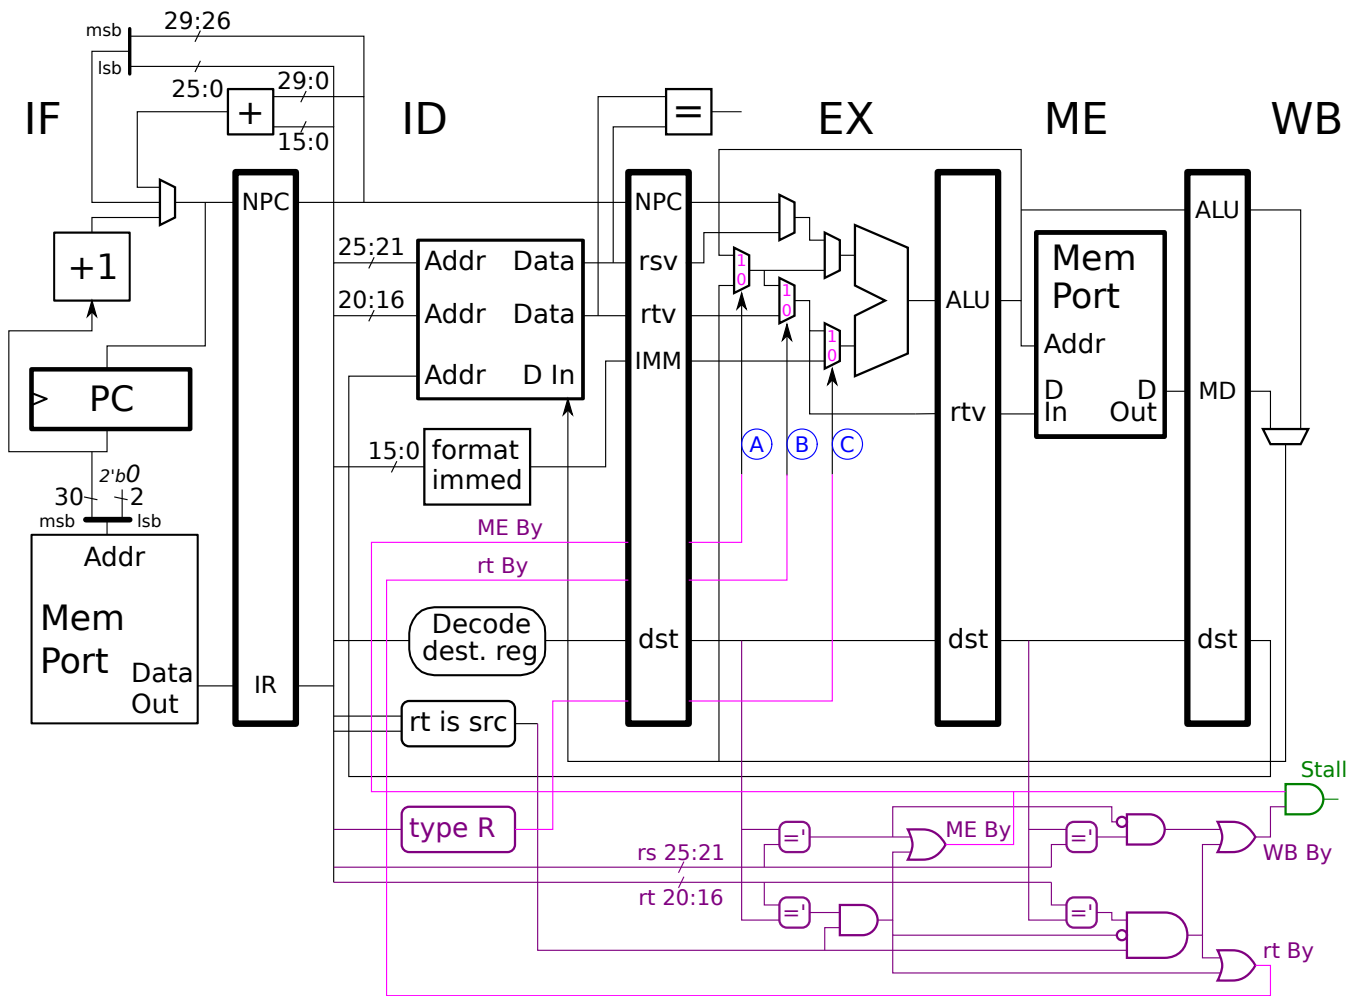 29:26
msb
lsb
25:0
29:0
15:0
+
=
IF
ID
EX
ME
WB
NPC
NPC
ALU
25:21
Addr
Data
rsv
1
0
Mem
Port
+1
20:16
Addr
Data
rtv
1
0
ALU
Addr
1
0
Addr
D In
IMM
PC
D
In
D
Out
MD
rtv
15:0
format
immed
A
B
C
2'b0
30
2
msb
lsb
ME By
Addr
rt By
Mem
Port
Data
Out
IR
Decode
dest. reg
dst
dst
dst
rt is src
Stall
type R
='
ME By
='
WB By
rs 25:21
rt 20:16
='
='
rt By